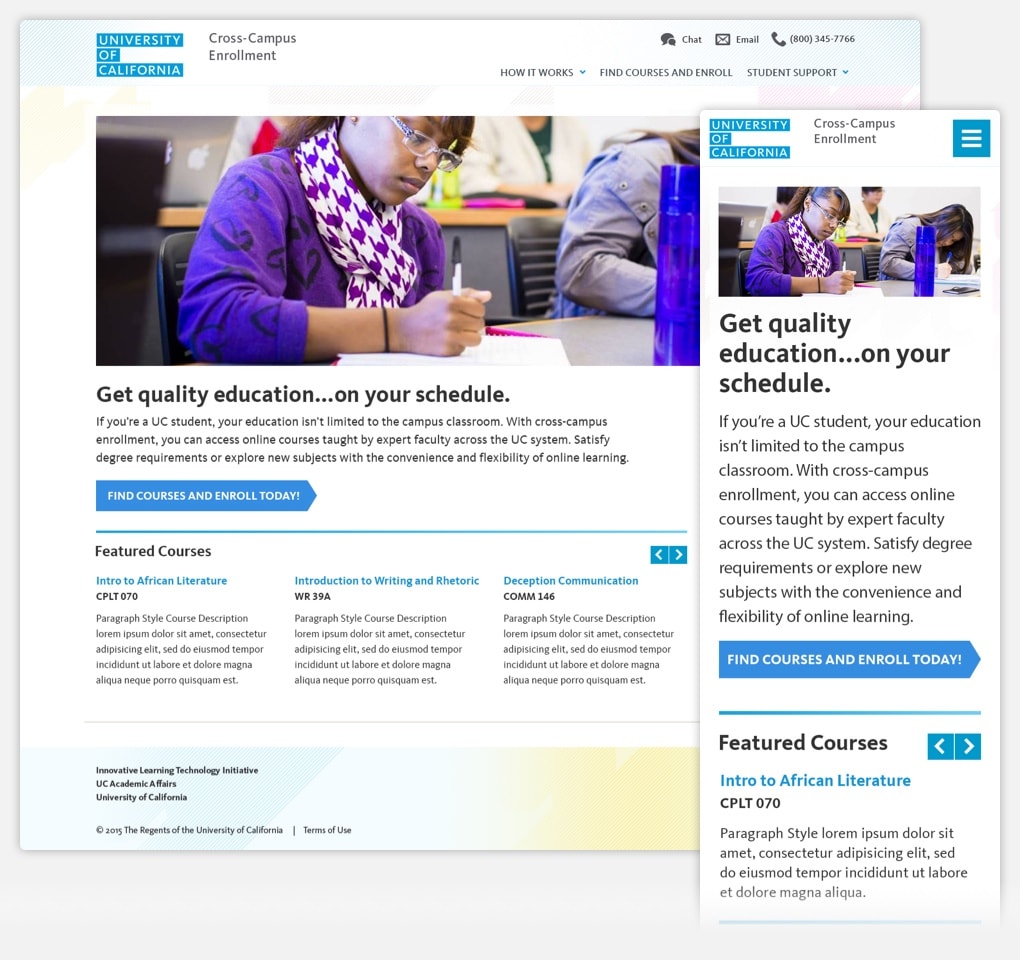 UNIVERSITY
OF
CALIFORNIA
Cross-Campus
Enrollment
Chat
Email
(800) 345-7766
HOW IT WORKS
FIND COURSES AND ENROLL
STUDENT SUPPORT
Get quality education...on your schedule.
If you're a UC student, your education isn't limited to the campus classroom. With cross-campus
enrollment, you can access online courses taught by expert faculty across the UC system. Satisfy
degree requirements or explore new subjects with the convenience and flexibility of online learning.
FIND COURSES AND ENROLL TODAY!
Featured Courses
Intro to African Literature
CPLT 070
Paragraph Style Course Description
lorem ipsum dolor sit amet, consectetur
adipisicing elit, sed do eiusmod tempor
incididunt ut labore et dolore magna
aliqua neque porro quisquam est.
Introduction to Writing and Rhetoric
WR 39A
Paragraph Style Course Description
lorem ipsum dolor sit amet, consectetur
adipisicing elit, sed do eiusmod tempor
incididunt ut labore et dolore magna
aliqua neque porro quisquam est.
Deception Communication
COMM 146
Paragraph Style Course Description
lorem ipsum dolor sit amet, consectetur
adipisicing elit, sed do eiusmod tempor
incididunt ut labore et dolore magna
aliqua neque porro quisquam est.
Innovative Learning Technology Initiative
UC Academic Affairs
University of California
© 2015 The Regents of the University of California | Terms of Use
UNIVERSITY
OF
CALIFORNIA
Cross-Campus
Enrollment
Get quality
education...on your
schedule.
If you're a UC student, your education
isn't limited to the campus
classroom. With cross-campus
enrollment, you can access online
courses taught by expert faculty
across the UC system. Satisfy degree
requirements or explore new
subjects with the convenience and
flexibility of online learning.
FIND COURSES AND ENROLL TODAY!
Featured Courses
Intro to African Literature
CPLT 070
Paragraph Style lorem ipsum dolor sit
amet, consectetur adipisicing elit, sed
do eiusmod tempor incididunt ut labore
et dolore magna aliqua.